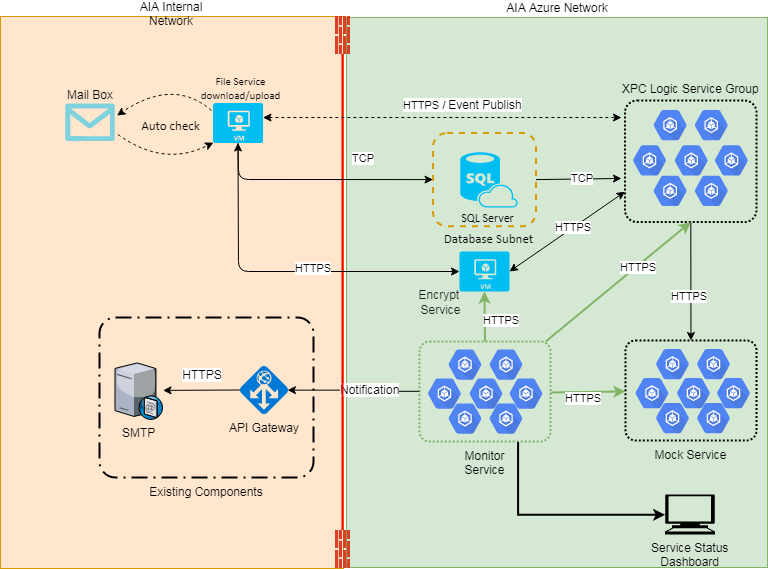 AIA Internal
Network
AIA Azure Network
File Service
download/upload
Mail Box
Auto check
VM
HTTPS / Event Publish
XPC Logic Service Group
TCP
SQL
SQL Server
TCP
Database Subnet
HTTPS
HTTPS
VM
Encrypt
Service
HTTPS
HTTPS
HTTPS
HTTPS
SMTP
API Gateway
Notification
HTTPS
Existing Components
Monitor
Service
Mock Service
Service Status
Dashboard